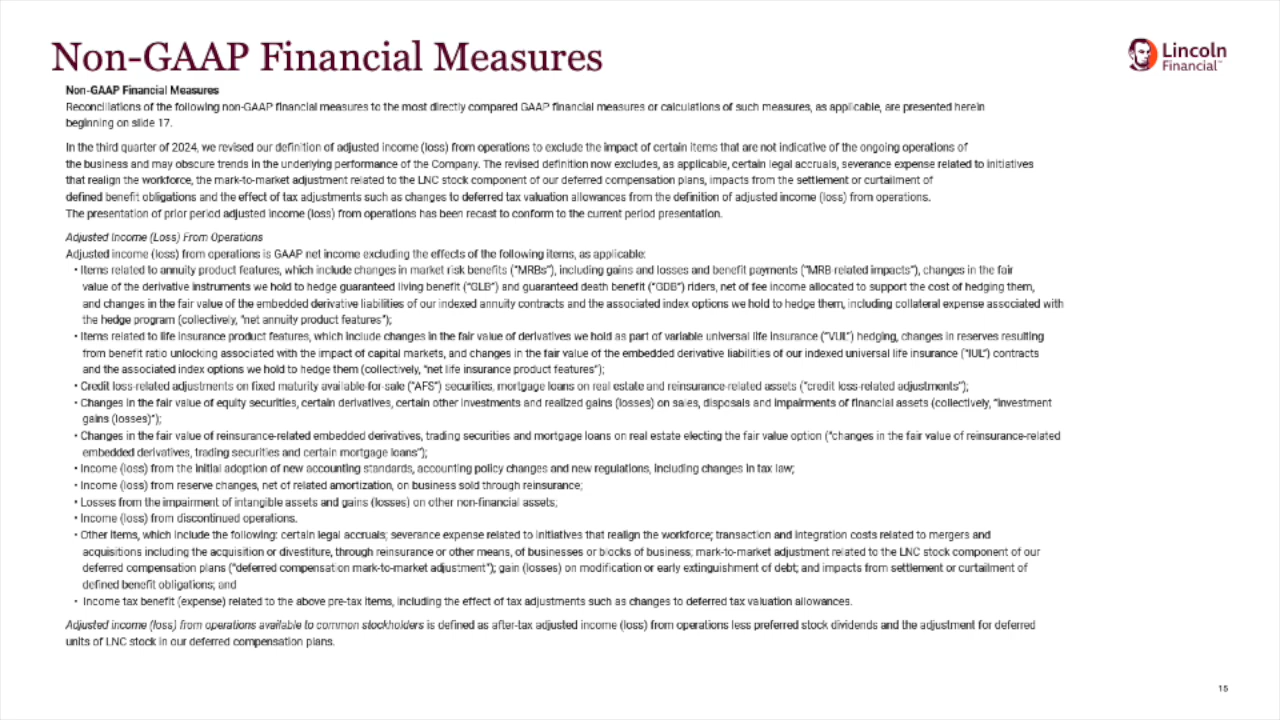 Non-GAAP Financial Measures
Lincoln
Financial™
Non-GAAP Financial Measures
Reconciliations of the following non-GAAP financial measures to the most directly compared GAAP financial measures or calculations of such measures, as applicable, are presented herein
beginning on slide 17.
In the third quarter of 2024, we revised our definition of adjusted income (loss) from operations to exclude the impact of certain items that are not indicative of the ongoing operations of
the business and may obscure trends in the underlying performance of the Company. The revised definition now excludes, as applicable, certain legal accruals, severance expense related to initiatives
that realign the workforce, the mark-to-market adjustment related to the LNC stock component of our deferred compensation plans, impacts from the settlement or curtailment of
defined benefit obligations and the effect of tax adjustments such as changes to deferred tax valuation allowances from the definition of adjusted income (loss) from operations.
The presentation of prior period adjusted income (loss) from operations has been recast to conform to the current period presentation.
Adjusted Income (Loss) From Operations
Adjusted income (loss) from operations is GAAP net income excluding the effects of the following items, as applicable:
• Items related to annuity product features, which include changes in market risk benefits ("MRBs"), including gains and losses and benefit payments ("MRB-related impacts"), changes in the fair
value of the derivative instruments we hold to hedge guaranteed living benefit ("GLB") and guaranteed death benefit ("GDB") riders, net of fee income allocated to support the cost of hedging them,
and changes in the fair value of the embedded derivative liabilities of our indexed annuity contracts and the associated index options we hold to hedge them, including collateral expense associated with
the hedge program (collectively, "net annuity product features");
• Items related to life insurance product features, which include changes in the fair value of derivatives we hold as part of variable universal life insurance ("VUL") hedging, changes in reserves resulting
from benefit ratio unlocking associated with the impact of capital markets, and changes in the fair value of the embedded derivative liabilities of our indexed universal life insurance ("IUL") contracts
and the associated index options we hold to hedge them (collectively, "net life insurance product features");
• Credit loss-related adjustments on fixed maturity available-for-sale ("AFS") securities, mortgage loans on real estate and reinsurance-related assets ("credit loss-related adjustments");
• Changes in the fair value of equity securities, certain derivatives, certain other investments and realized gains (losses) on sales, disposals and impairments of financial assets (collectively, "investment
gains (losses)");
• Changes in the fair value of reinsurance-related embedded derivatives, trading securities and mortgage loans on real estate electing the fair value option ("changes in the fair value of reinsurance-related
embedded derivatives, trading securities and certain mortgage loans");
• Income (loss) from the initial adoption of new accounting standards, accounting policy changes and new regulations, including changes in tax law;
• Income (loss) from reserve changes, net of related amortization, on business sold through reinsurance;
• Losses from the impairment of intangible assets and gains (losses) on other non-financial assets;
• Income (loss) from discontinued operations.
• Other items, which include the following: certain legal accruals; severance expense related to initiatives that realign the workforce; transaction and integration costs related to mergers and
acquisitions including the acquisition or divestiture, through reinsurance or other means, of businesses or blocks of business; mark-to-market adjustment related to the LNC stock component of our
deferred compensation plans ("deferred compensation mark-to-market adjustment"); gain (losses) on modification or early extinguishment of debt; and impacts from settlement or curtailment of
defined benefit obligations; and
• Income tax benefit (expense) related to the above pre-tax items, including the effect of tax adjustments such as changes to deferred tax valuation allowances.
Adjusted income (loss) from operations available to common stockholders is defined as after-tax adjusted income (loss) from operations less preferred stock dividends and the adjustment for deferred
units of LNC stock in our deferred compensation plans.
15